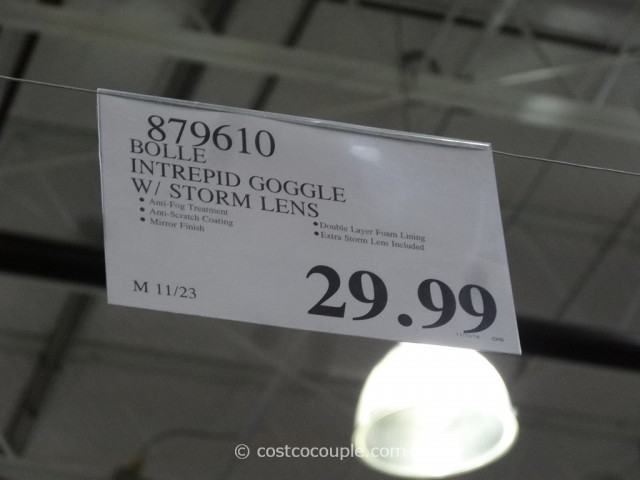 879610
BOLLE
INTREPID GOGGLE
W/ STORM LENS
• Anti-Fog Treatment
• Anti-Scratch Coating
• Mirror Finish
• Double Layer Foam Lining
• Extra Storm Lens Included
M 11/23
29.99
© costcocouple.com